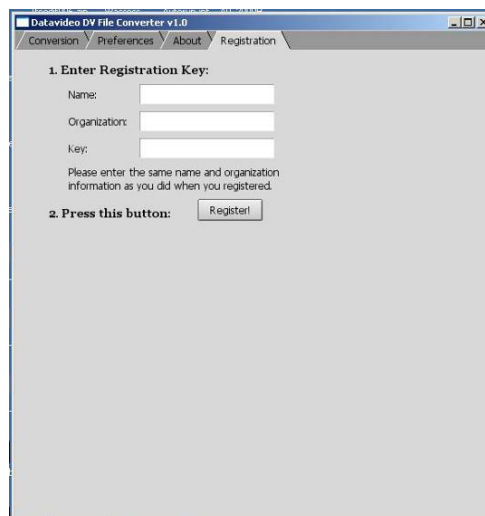 Datavideo DV File Converter v1.0
Conversion Preferences About Registration
1. Enter Registration Key:
Name:
Organization:
Key:
Please enter the same name and organization
information as you did when you registered.
2. Press this button: Register!